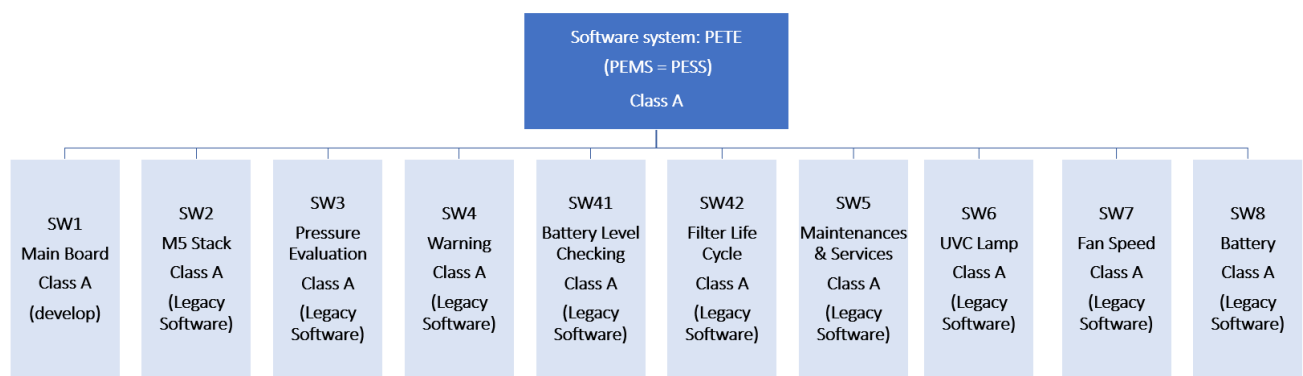 Software system: PETE
(PEMS = PESS)
Class A
SW1
Main Board
Class A
(develop)
SW2
M5 Stack
Class A
(Legacy
Software)
SW3
Pressure
Evaluation
Class A
(Legacy
Software)
SW4
Warning
Class A
(Legacy
Software)
SW41
Battery Level
Checking
Class A
(Legacy
Software)
SW42
Filter Life
Cycle
Class A
(Legacy
Software)
SW5
Maintenances
& Services
Class A
(Legacy
Software)
SW6
UVC Lamp
Class A
(Legacy
Software)
SW7
Fan Speed
Class A
(Legacy
Software)
SW8
Battery
Class A
(Legacy
Software)